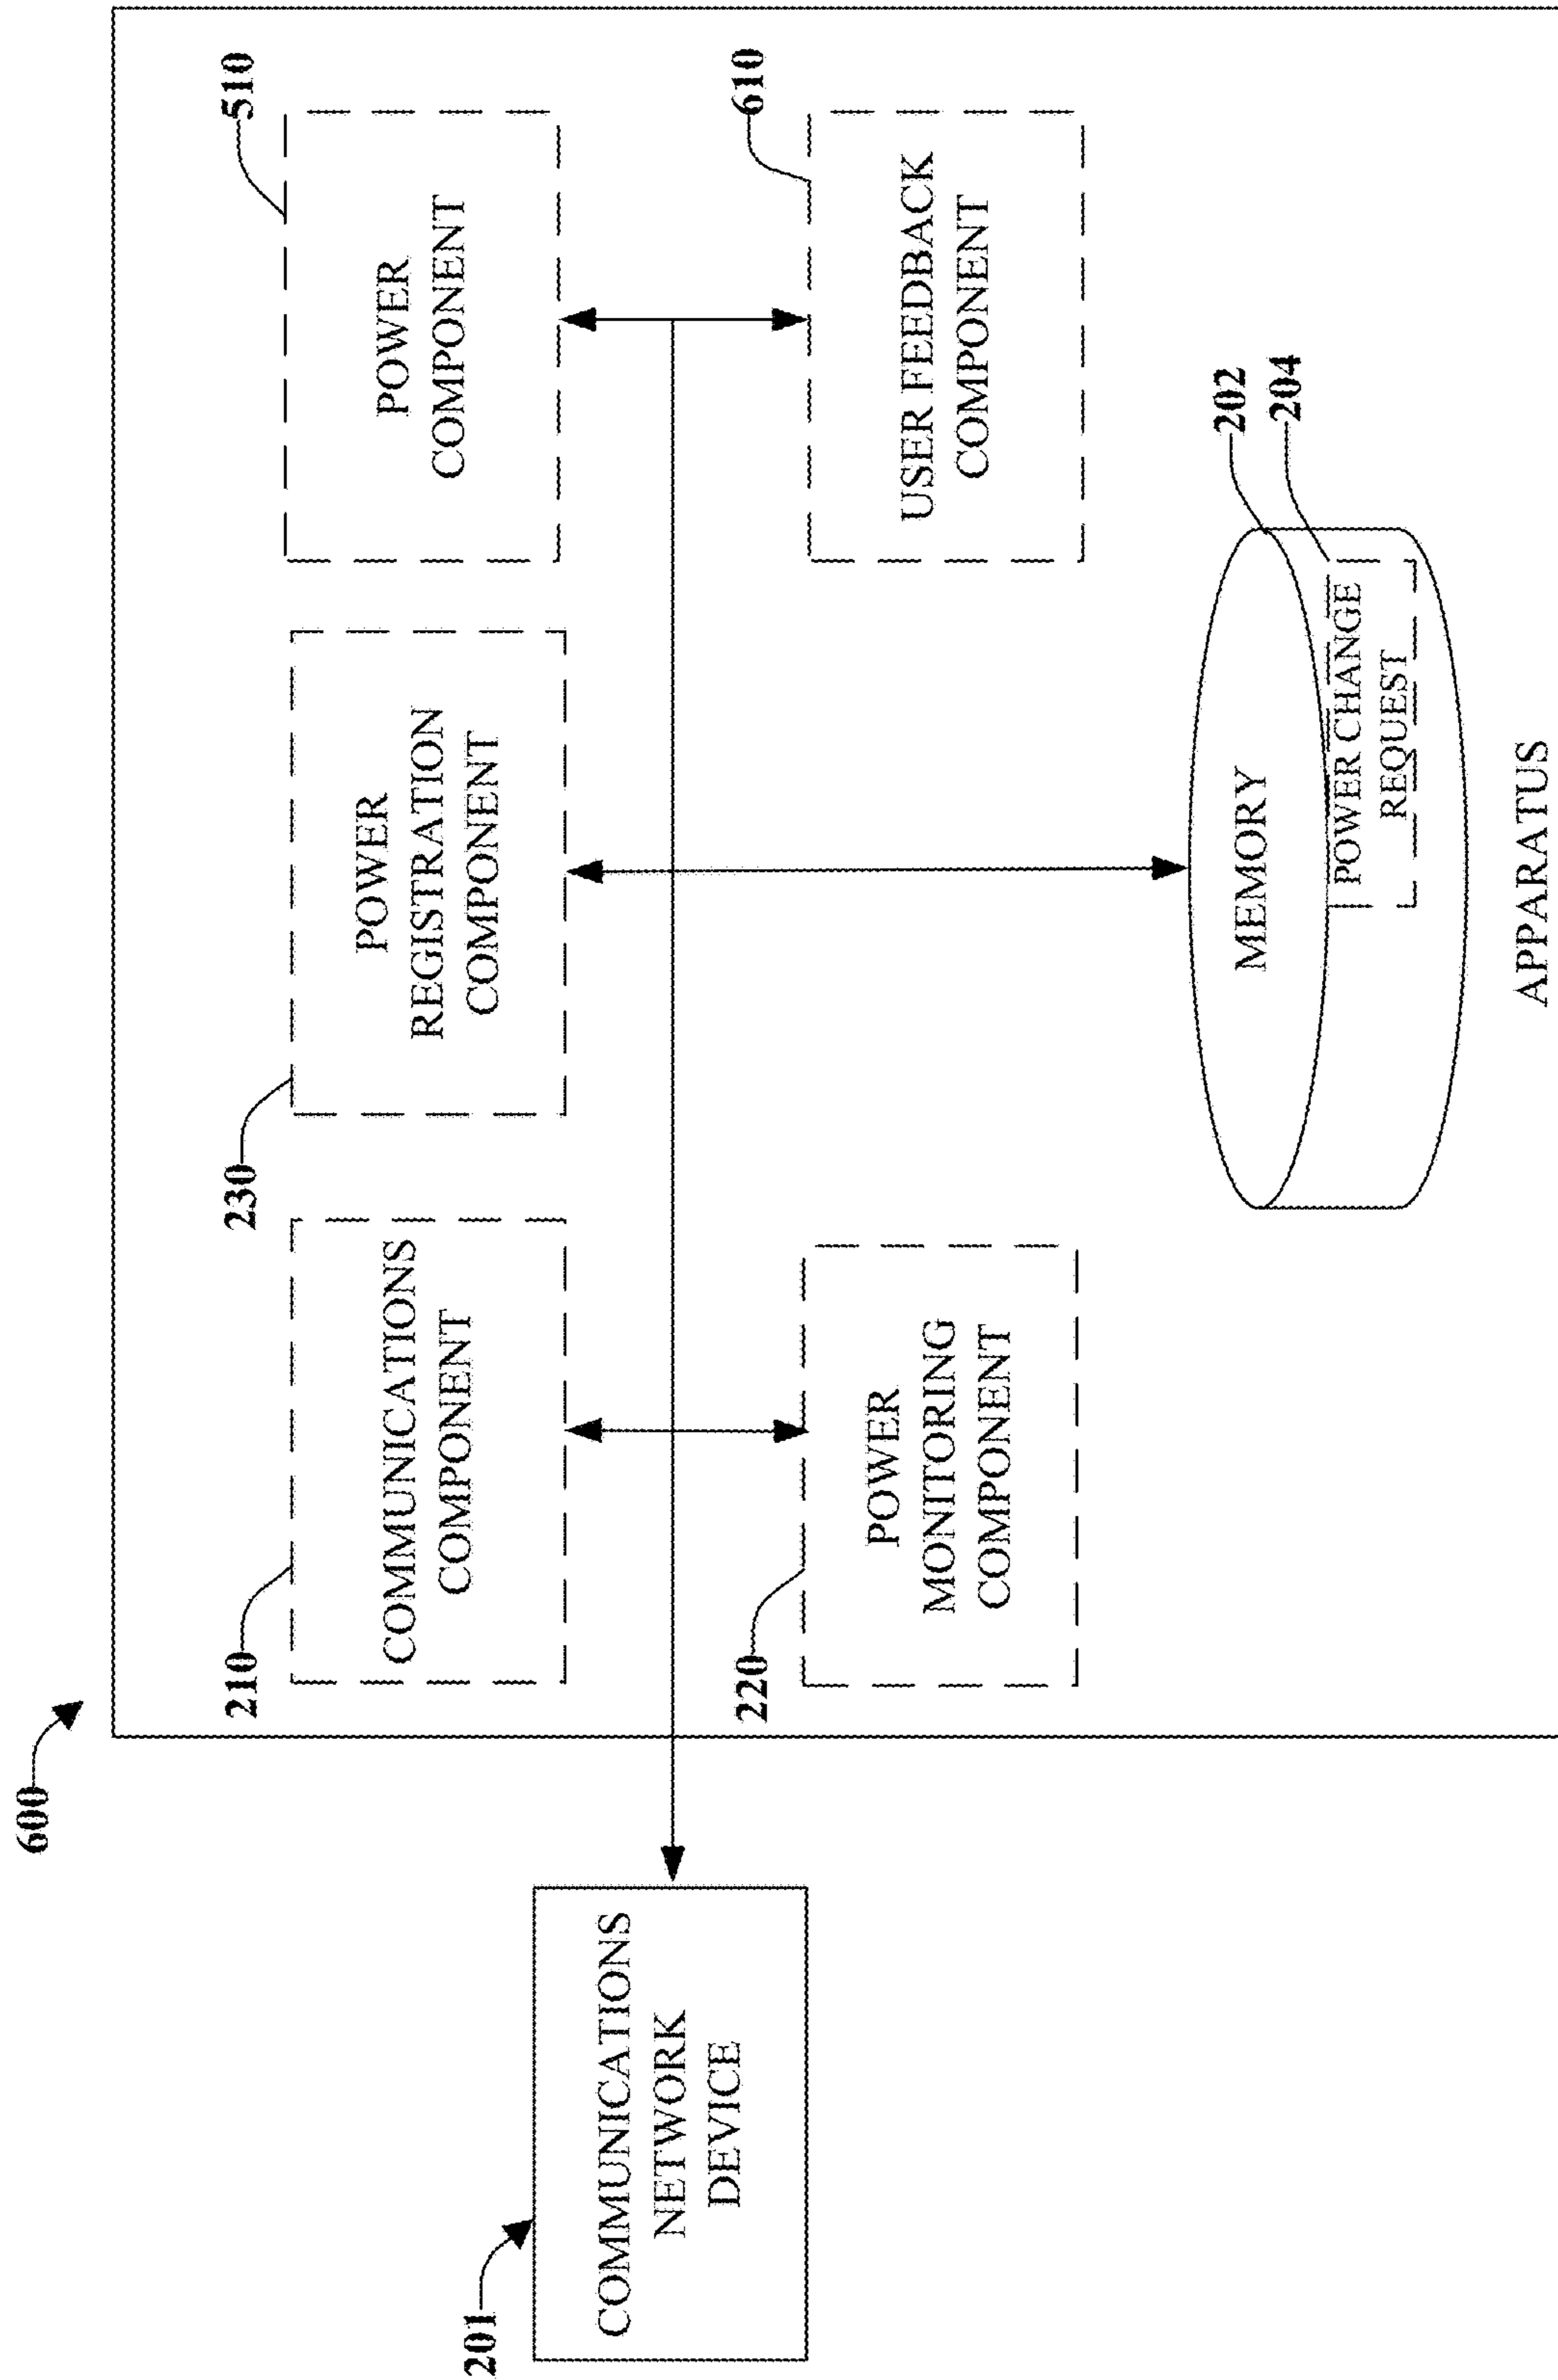 600
201
COMMUNICATIONS
NETWORK
DEVICE
210
COMMUNICATIONS
COMPONENT
230
POWER
REGISTRATION
COMPONENT
510
POWER
COMPONENT
220
POWER
MONITORING
COMPONENT
610
USER FEEDBACK
COMPONENT
202
MEMORY
204
POWER CHANGE
REQUEST
APPARATUS